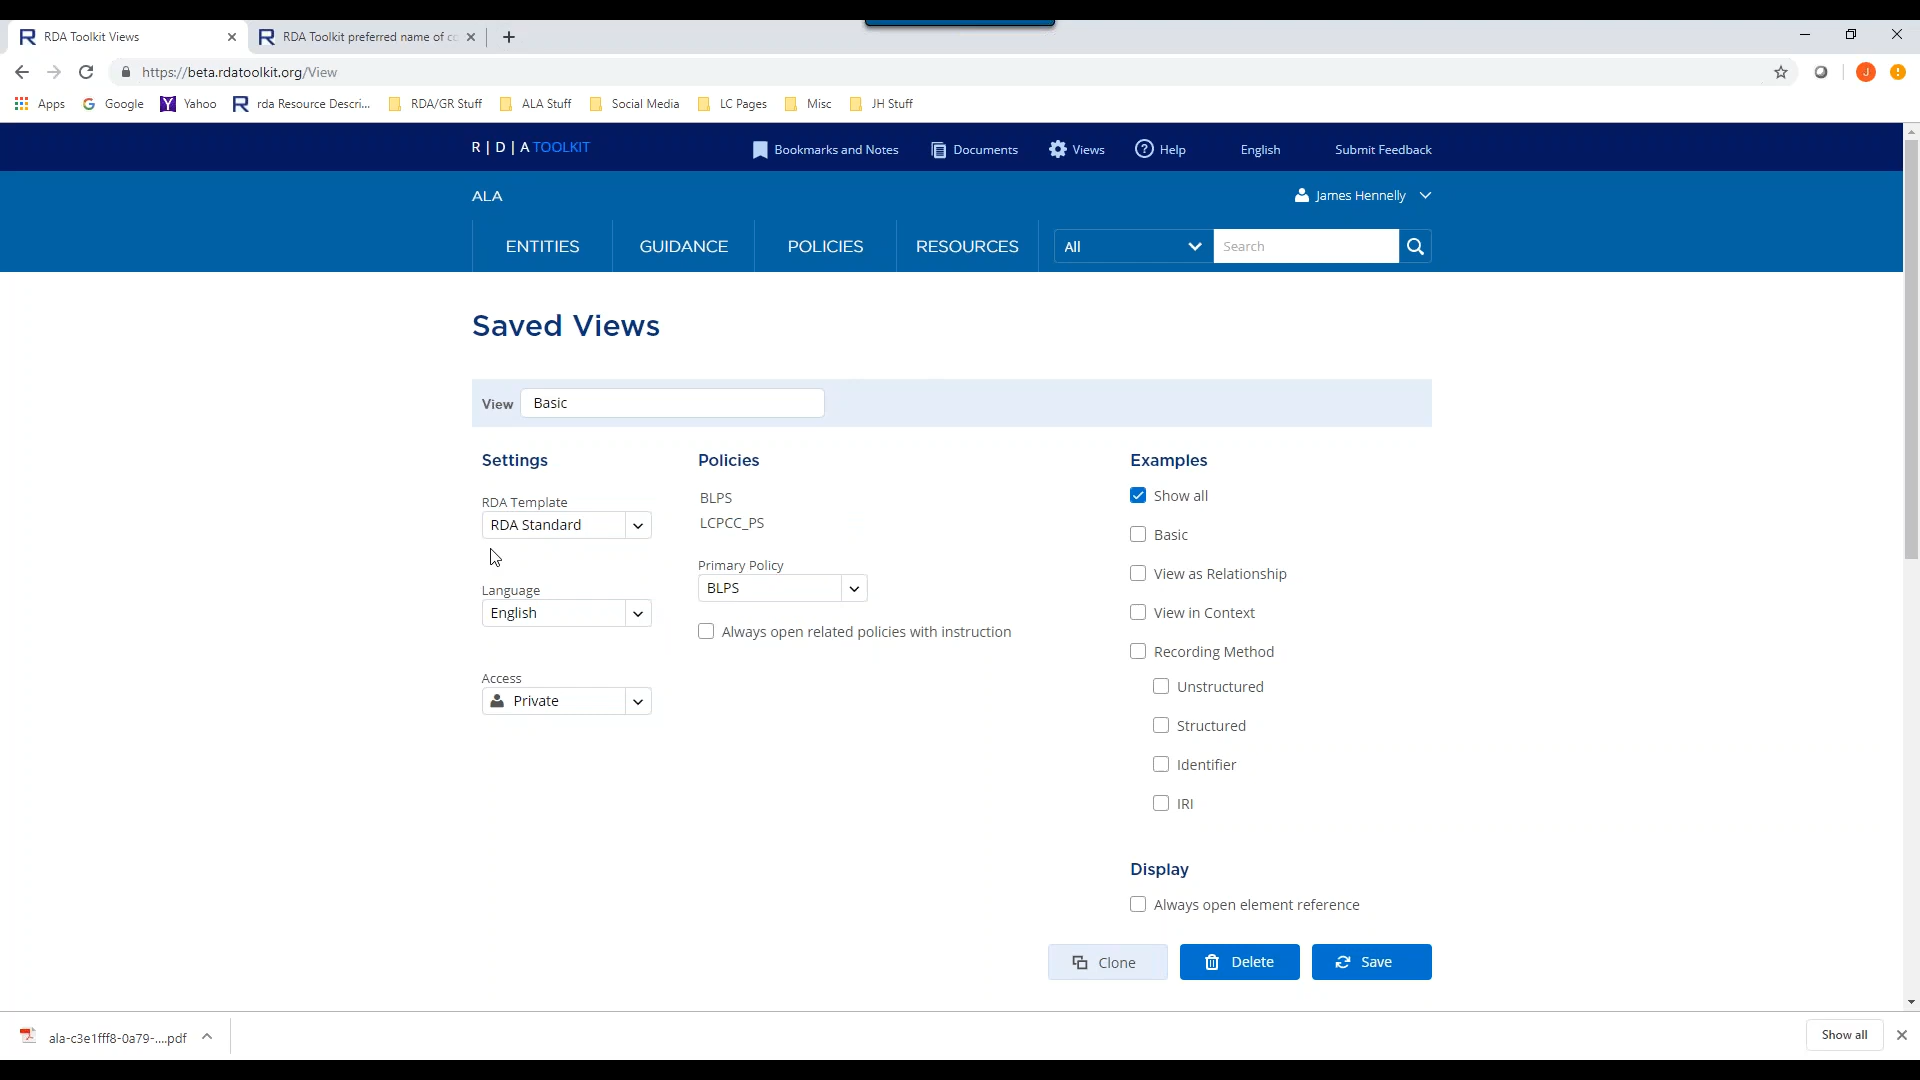 RDA Toolkit Views
RDA Toolkit preferred name of co
https://beta.rdatoolkit.org/View
J
Apps
Google
Yahoo
rda Resource Descri...
RDA/GR Stuff
ALA Stuff
Social Media
LC Pages
Misc
JH Stuff
R | D | A TOOLKIT
Bookmarks and Notes
Documents
Views
Help
English
Submit Feedback
ALA
James Hennelly
ENTITIES
GUIDANCE
POLICIES
RESOURCES
All
Search
Saved Views
View
Basic
Settings
RDA Template
RDA Standard
Language
English
Access
Private
Policies
BLPS
LCPCC_PS
Primary Policy
BLPS
Always open related policies with instruction
Examples
Show all
Basic
View as Relationship
View in Context
Recording Method
Unstructured
Structured
Identifier
IRI
Display
Always open element reference
Clone
Delete
Save
ala-c3e1fff8-0a79-....pdf
Show all